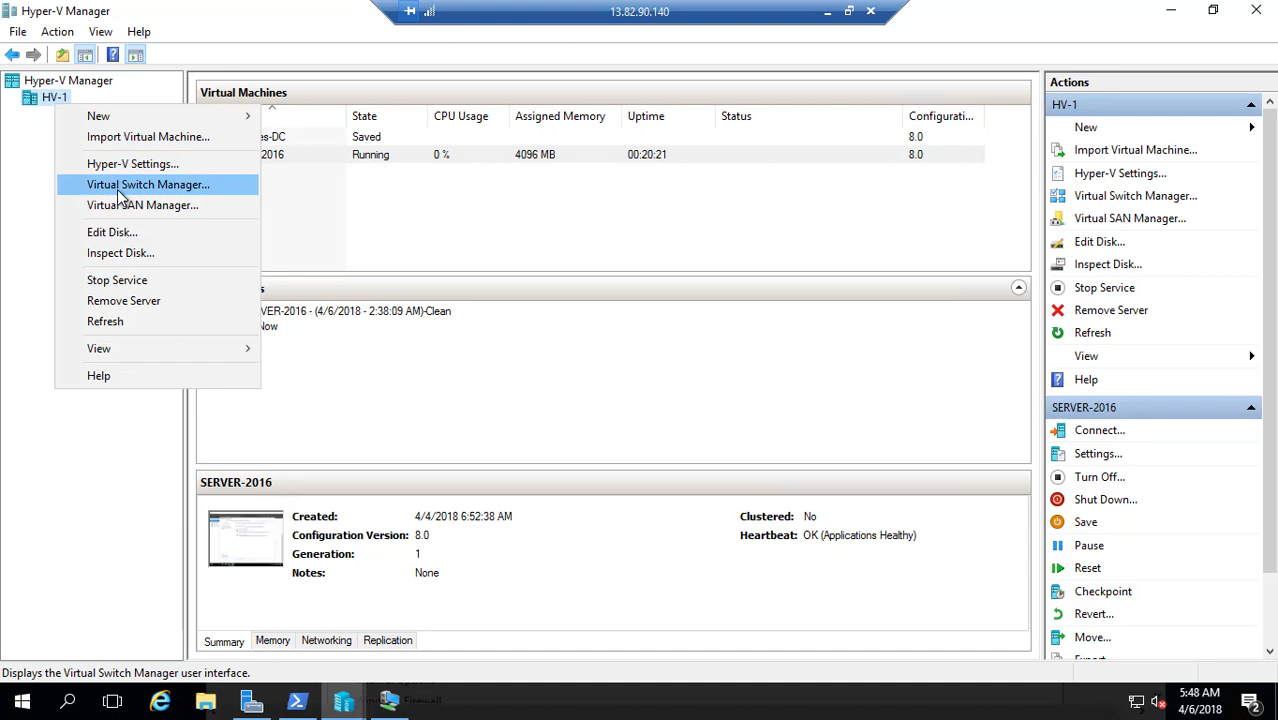 Hyper-V Manager
13.82.90.140
File Action View Help
Hyper-V Manager
HV-1
New
Import Virtual Machine...
Hyper-V Settings...
Virtual Switch Manager...
Virtual SAN Manager...
Edit Disk...
Inspect Disk...
Stop Service
Remove Server
Refresh
View
Help
Virtual Machines
State CPU Usage Assigned Memory Uptime Status Configurati...
es-DC Saved 8.0
2016 Running 0 % 4096 MB 00:20:21 8.0
s
VER-2016 - (4/6/2018 - 2:38:09 AM)-Clean
Now
SERVER-2016
Created: 4/4/2018 6:52:38 AM
Configuration Version: 8.0
Generation: 1
Notes: None
Clustered: No
Heartbeat: OK (Applications Healthy)
Summary Memory Networking Replication
Actions
HV-1
New
Import Virtual Machine...
Hyper-V Settings...
Virtual Switch Manager...
Virtual SAN Manager...
Edit Disk...
Inspect Disk...
Stop Service
Remove Server
Refresh
View
Help
SERVER-2016
Connect...
Settings...
Turn Off...
Shut Down...
Save
Pause
Reset
Checkpoint
Revert...
Move...
Export
Displays the Virtual Switch Manager user interface.
Firewall
5:48 AM
4/6/2018
2